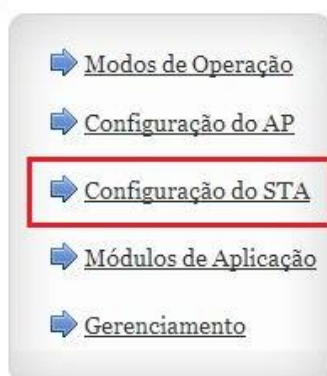 Modos de Operação
Configuração do AP
Configuração do STA
Módulos de Aplicação
Gerenciamento